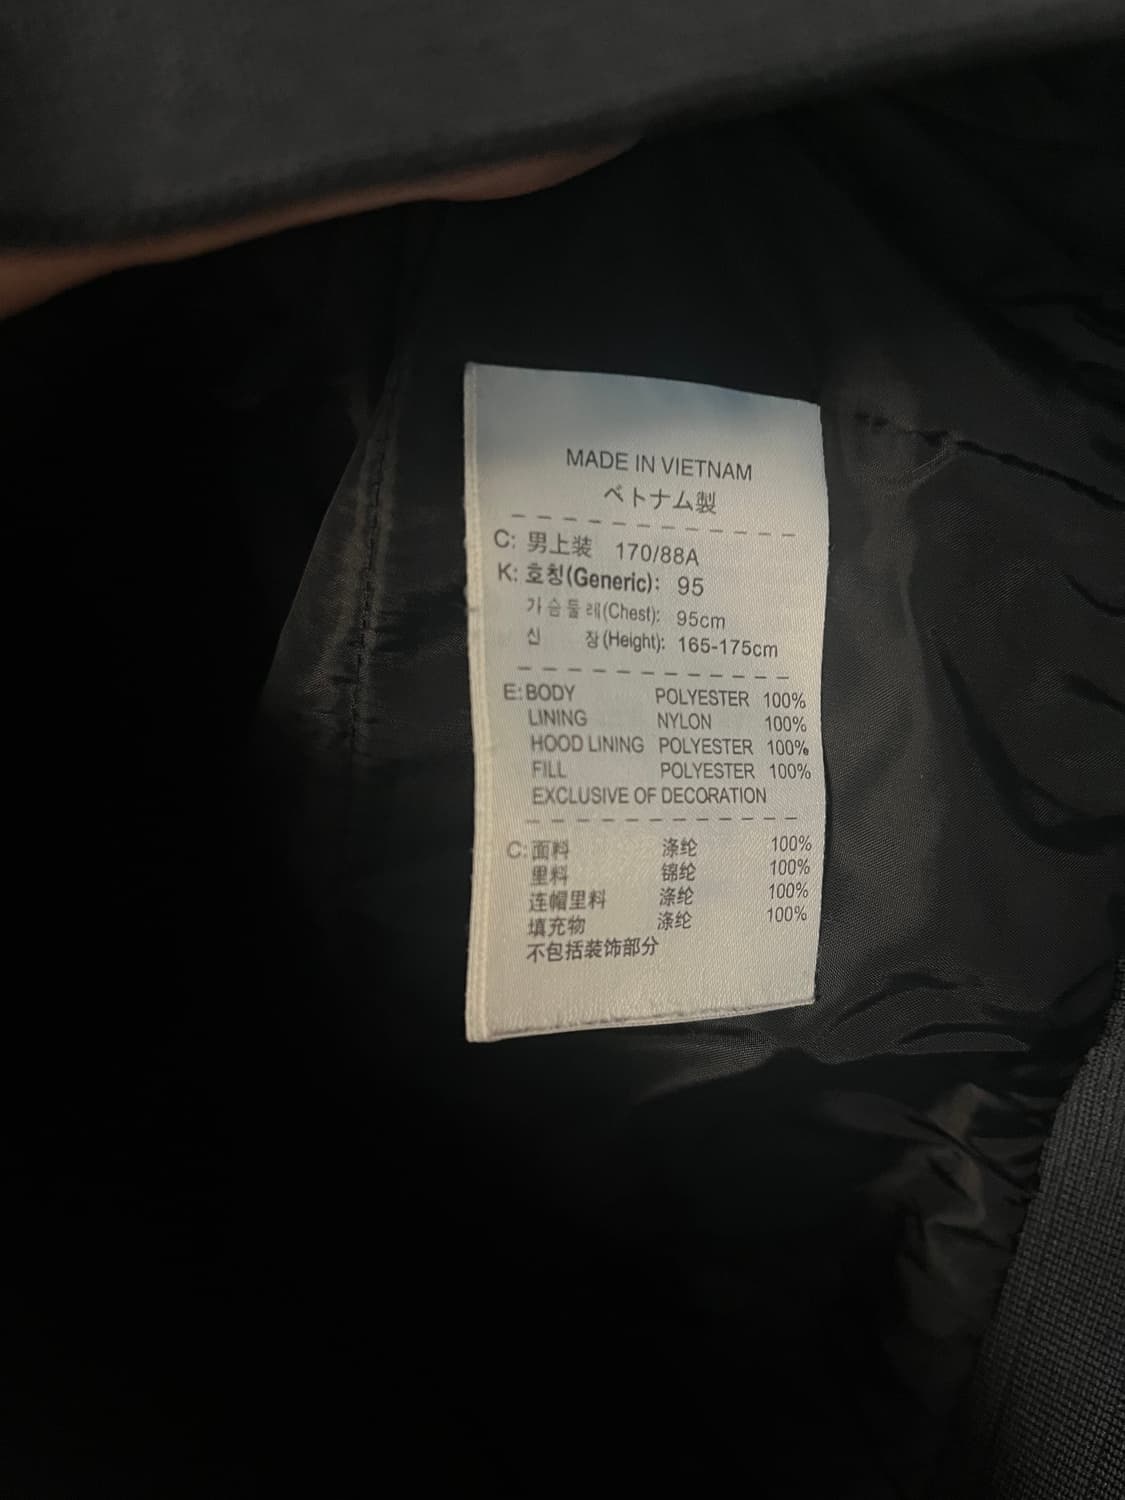 MADE IN VIETNAM
ベトナム製
C: 男上装 170/88A
K: 호칭(Generic): 95
가슴둘레(Chest): 95cm
신 장(Height): 165-175cm
E: BODY POLYESTER 100%
LINING NYLON 100%
HOOD LINING POLYESTER 100%
FILL POLYESTER 100%
EXCLUSIVE OF DECORATION
C: 面料 涤纶 100%
里料 锦纶 100%
连帽里料 涤纶 100%
填充物 涤纶 100%
不包括装饰部分